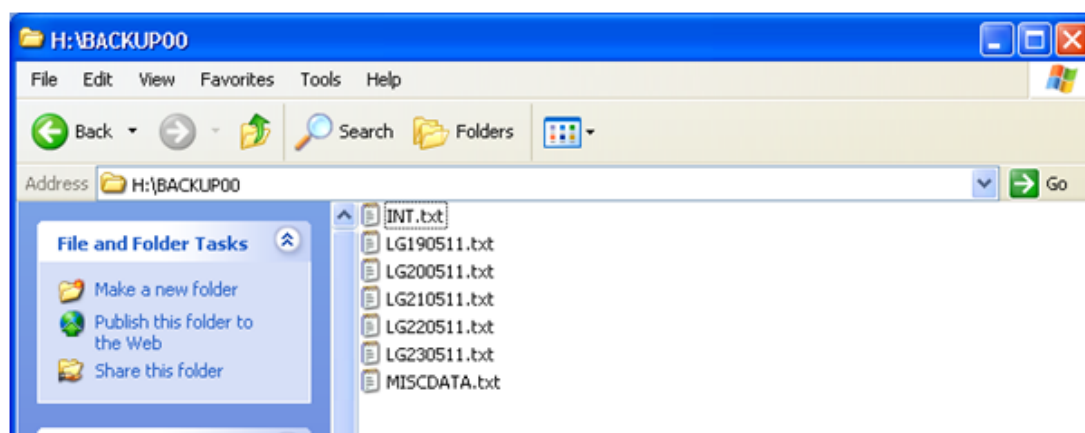 H:\BACKUP00
File Edit View Favorites Tools Help
Back Search Folders
Address H:\BACKUP00 Go
File and Folder Tasks
Make a new folder
Publish this folder to
the Web
Share this folder
INT.txt
LG190511.txt
LG200511.txt
LG210511.txt
LG220511.txt
LG230511.txt
MISCDATA.txt